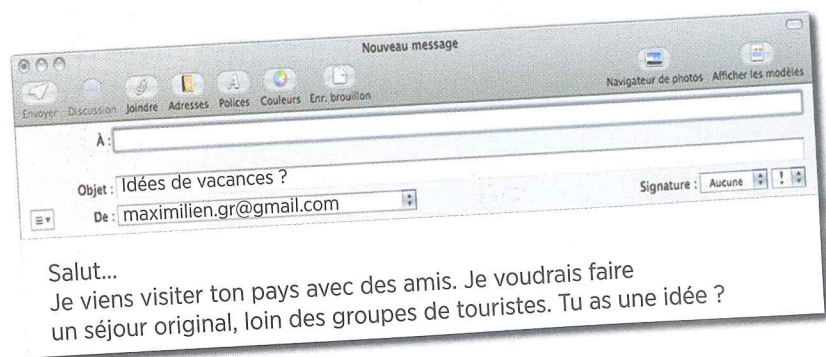 Nouveau message
Envoyer Discussion Joindre Adresses Polices Couleurs Enr. brouillon Navigateur de photos Afficher les modèles
À :
Objet : Idées de vacances ?
De : maximilien.gr@gmail.com Signature : Aucune !
Salut...
Je viens visiter ton pays avec des amis. Je voudrais faire
un séjour original, loin des groupes de touristes. Tu as une idée ?